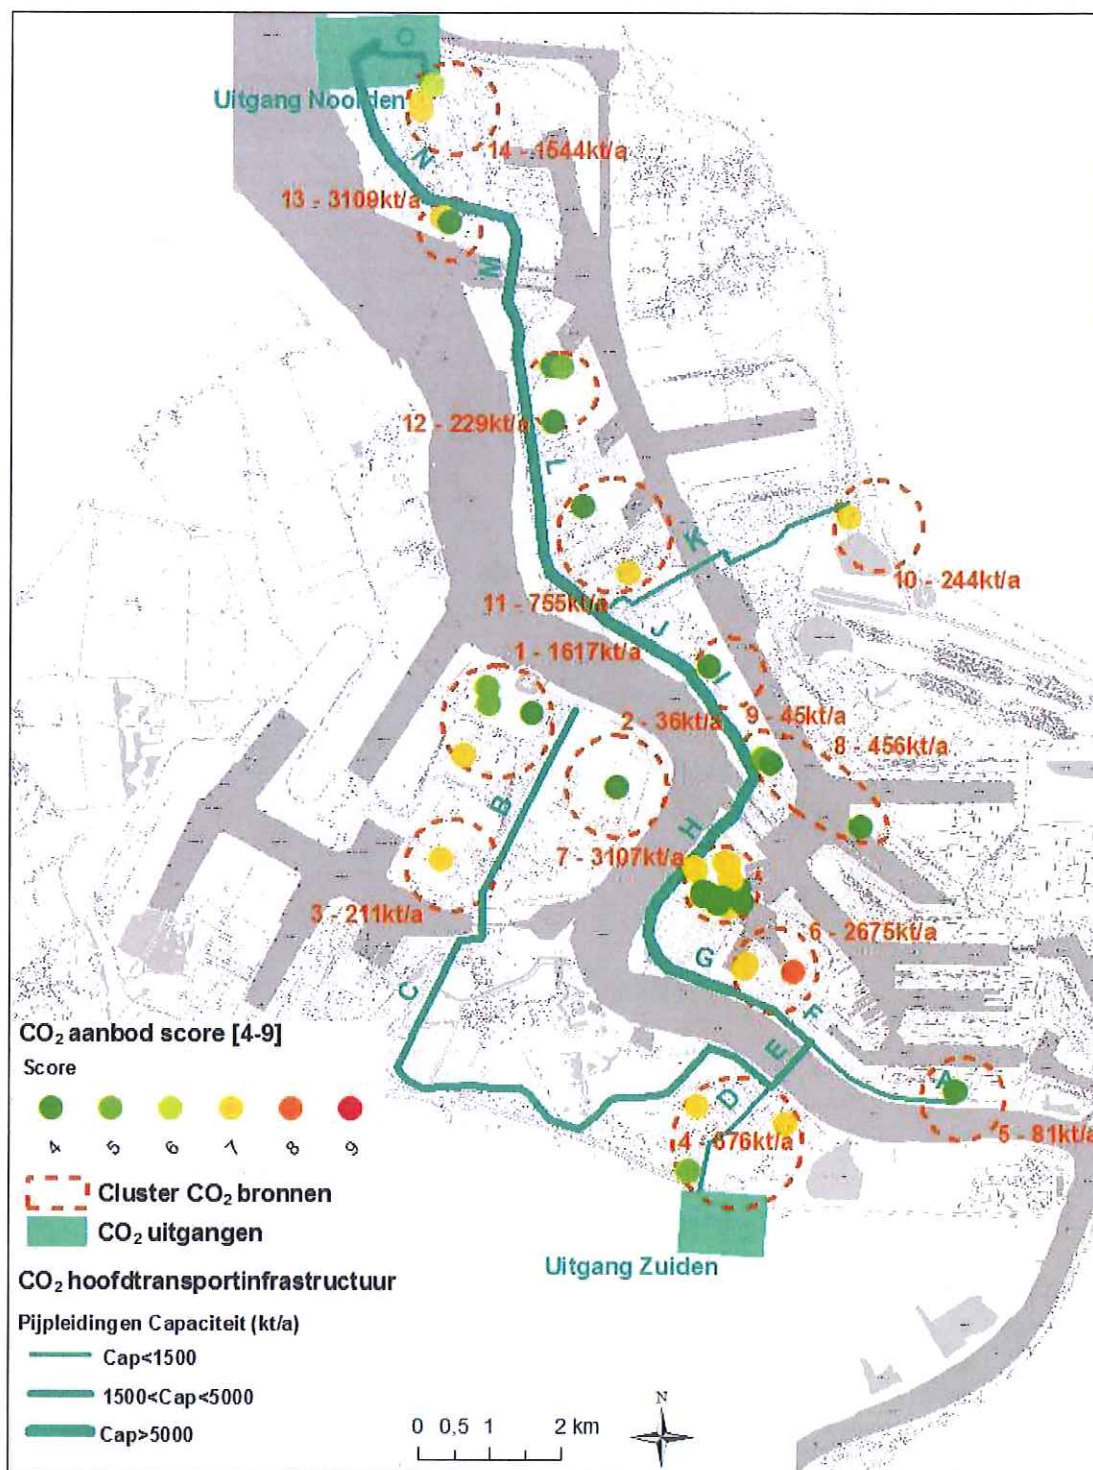 O
Uitgang Noorden
N
14 - 1544kt/a
13 - 3109kt/a
M
12 - 229kt/a
L
K
10 - 244kt/a
11 - 755kt/a
J
1 - 1617kt/a
I
2 - 36kt/a
9 - 45kt/a
8 - 456kt/a
B
H
7 - 3107kt/a
3 - 211kt/a
6 - 2675kt/a
G
C
F
E
A
D
4 - 676kt/a
5 - 81kt/a
Uitgang Zuiden
CO₂ aanbod score [4-9]
Score
4 5 6 7 8 9
Cluster CO₂ bronnen
CO₂ uitgangen
CO₂ hoofdtransportinfrastructuur
Pijpleidingen Capaciteit (kt/a)
Cap<1500
1500<Cap<5000
Cap>5000
0 0,5 1 2 km
N